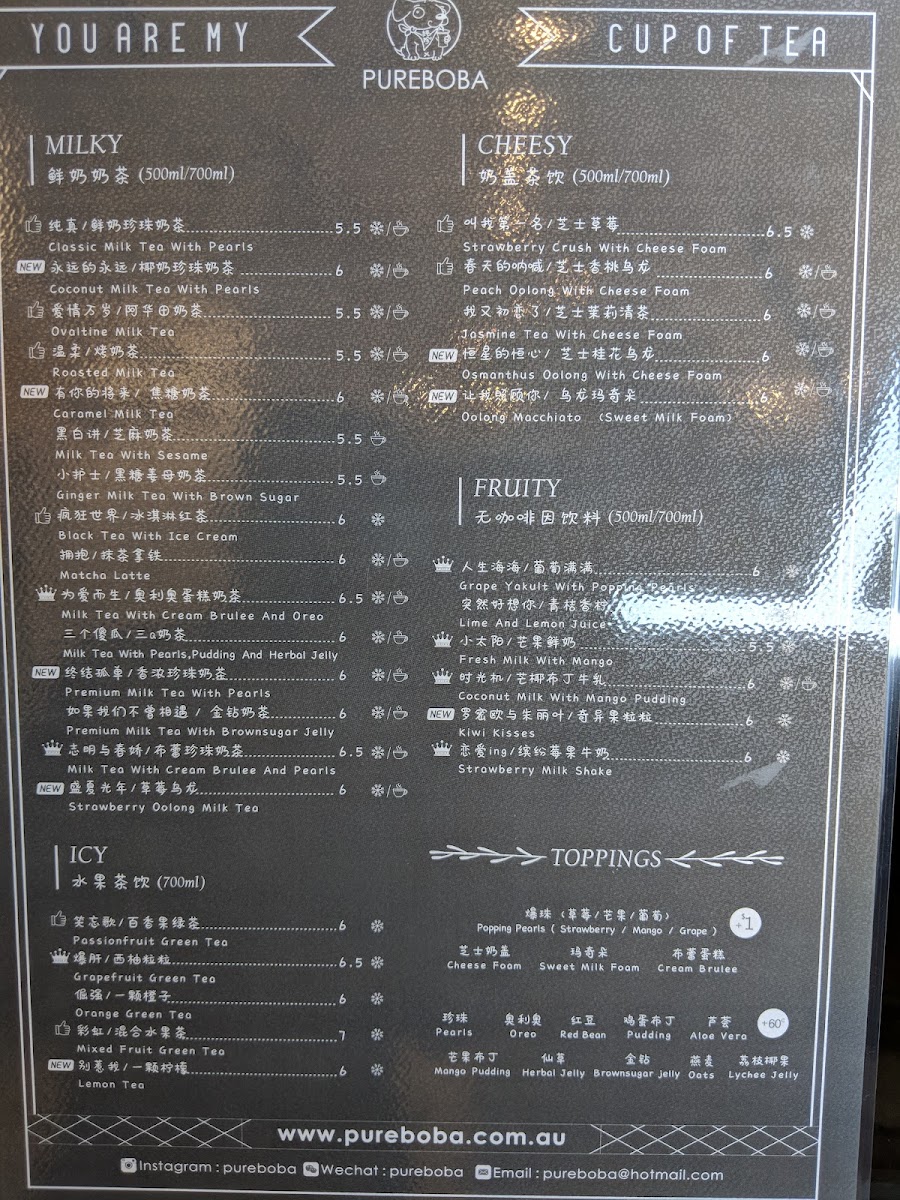 YOU ARE MY
CUP OF TEA
PUREBOBA
MILKY
鲜奶奶茶 (500ml/700ml)
纯真/鲜奶珍珠奶茶 5.5
Classic Milk Tea With Pearls
NEW 永远的永远/椰奶珍珠奶茶 6
Coconut Milk Tea With Pearls
爱情万岁/阿华田奶茶 5.5
Ovaltine Milk Tea
温柔/烤奶茶 5.5
Roasted Milk Tea
NEW 有你的将来/ 焦糖奶茶 6
Caramel Milk Tea
黑白讲/芝麻奶茶 5.5
Milk Tea With Sesame
小护士/黑糖姜母奶茶 5.5
Ginger Milk Tea With Brown Sugar
疯狂世界/冰淇淋红茶 6
Black Tea With Ice Cream
拥抱/抹茶拿铁 6
Matcha Latte
为爱而生/奥利奥蛋糕奶茶 6.5
Milk Tea With Cream Brulee And Oreo
三个傻瓜/三a奶茶 6
Milk Tea With Pearls,Pudding And Herbal Jelly
NEW 终结孤单/香浓珍珠奶茶 6
Premium Milk Tea With Pearls
如果我们不曾相遇 / 金钻奶茶 6
Premium Milk Tea With Brownsugar Jelly
志明与春娇/布蕾珍珠奶茶 6.5
Milk Tea With Cream Brulee And Pearls
NEW 盛夏光年/草莓乌龙 6
Strawberry Oolong Milk Tea
ICY
水果茶饮 (700ml)
笑忘歌/百香果绿茶 6
Passionfruit Green Tea
爆肝/西柚粒粒 6.5
Grapefruit Green Tea
倔强/一颗橙子 6
Orange Green Tea
彩虹/混合水果茶 7
Mixed Fruit Green Tea
NEW 别惹我/一颗柠檬 6
Lemon Tea
CHEESY
奶盖茶饮 (500ml/700ml)
叫我第一名/芝士草莓 6.5
Strawberry Crush With Cheese Foam
春天的呐喊/芝士香桃乌龙 6
Peach Oolong With Cheese Foam
我又初恋了/芝士茉莉清茶 6
Jasmine Tea With Cheese Foam
NEW 恒星的恒心/ 芝士桂花乌龙 6
Osmanthus Oolong With Cheese Foam
NEW 让我照顾你/ 乌龙玛奇朵 6
Oolong Macchiato (Sweet Milk Foam)
FRUITY
无咖啡因饮料 (500ml/700ml)
人生海海/葡萄满满 6
Grape Yakult With Popping Pearls
突然好想你/青桔香柠
Lime And Lemon Juice
小太阳/芒果鲜奶 5.5
Fresh Milk With Mango
时光机/芒椰布丁牛乳 6
Coconut Milk With Mango Pudding
NEW 罗密欧与朱丽叶/奇异果粒粒 6
Kiwi Kisses
恋爱ing/缤纷莓果牛奶 6
Strawberry Milk Shake
TOPPINGS
爆珠 (草莓/芒果/葡萄)
Popping Pearls ( Strawberry / Mango / Grape )
+$1
芝士奶盖 玛奇朵 布蕾蛋糕
Cheese Foam Sweet Milk Foam Cream Brulee
珍珠 奥利奥 红豆 鸡蛋布丁 芦荟
Pearls Oreo Red Bean Pudding Aloe Vera
+60c
芒果布丁 仙草 金钻 燕麦 荔枝椰果
Mango Pudding Herbal Jelly Brownsugar jelly Oats Lychee Jelly
www.pureboba.com.au
Instagram : pureboba Wechat : pureboba Email : pureboba@hotmail.com